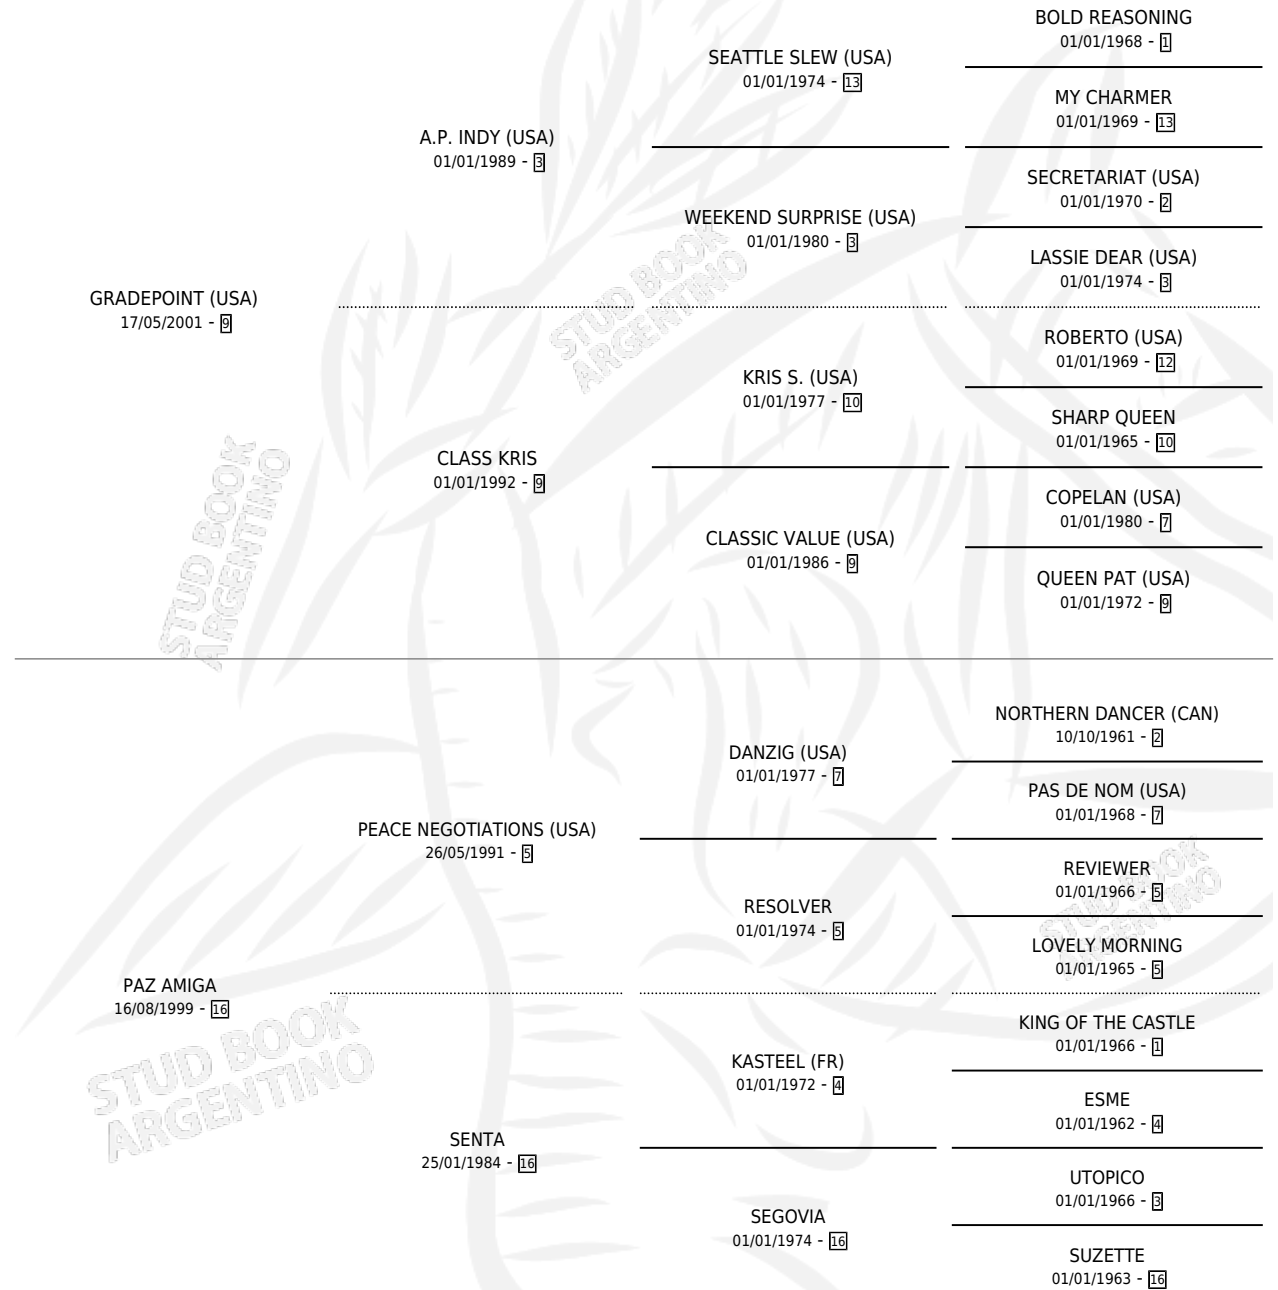 BOLD REASONING
01/01/1968 - 1
SEATTLE SLEW (USA)
01/01/1974 - 13
MY CHARMER
01/01/1969 - 13
A.P. INDY (USA)
01/01/1989 - 3
SECRETARIAT (USA)
01/01/1970 - 2
WEEKEND SURPRISE (USA)
01/01/1980 - 3
LASSIE DEAR (USA)
01/01/1974 - 3
GRADEPOINT (USA)
17/05/2001 - 9
STUD BOOK
ARGENTINO
ROBERTO (USA)
01/01/1969 - 12
KRIS S. (USA)
01/01/1977 - 10
SHARP QUEEN
01/01/1965 - 10
CLASS KRIS
01/01/1992 - 9
COPELAN (USA)
01/01/1980 - 7
CLASSIC VALUE (USA)
01/01/1986 - 9
QUEEN PAT (USA)
01/01/1972 - 9
STUD BOOK
ARGENTINO
NORTHERN DANCER (CAN)
10/10/1961 - 2
DANZIG (USA)
01/01/1977 - 7
PAS DE NOM (USA)
01/01/1968 - 7
PEACE NEGOTIATIONS (USA)
26/05/1991 - 5
REVIEWER
01/01/1966 - 5
RESOLVER
01/01/1974 - 5
LOVELY MORNING
01/01/1965 - 5
STUD BOOK
ARGENTINO
PAZ AMIGA
16/08/1999 - 16
KING OF THE CASTLE
01/01/1966 - 1
KASTEEL (FR)
01/01/1972 - 4
ESME
01/01/1962 - 4
STUD BOOK
ARGENTINO
SENTA
25/01/1984 - 16
UTOPICO
01/01/1966 - 3
SEGOVIA
01/01/1974 - 16
SUZETTE
01/01/1963 - 16